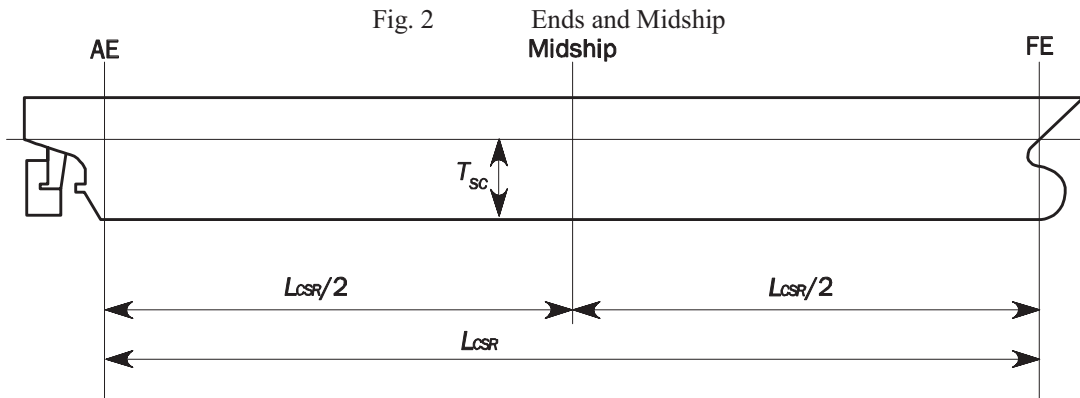 Fig. 2 Ends and Midship
AE Midship FE
Tsc
LCSR/2 LCSR/2
LCSR